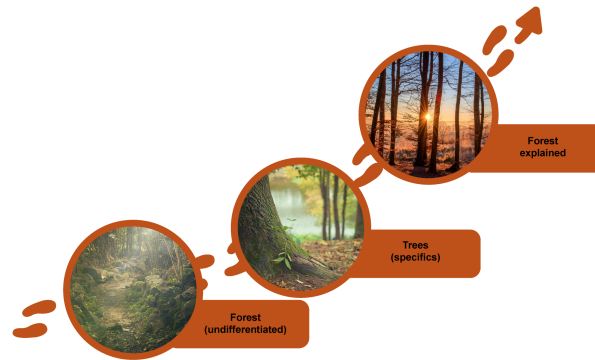 Forest
explained
Trees
(specifics)
Forest
(undifferentiated)